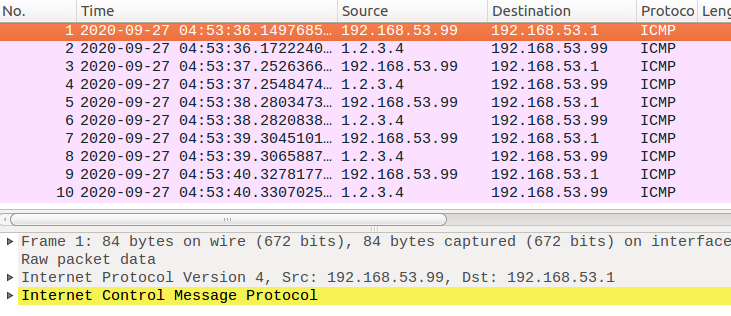 No. Time Source Destination Protoco Leng
1 2020-09-27 04:53:36.1497685… 192.168.53.99 192.168.53.1 ICMP
2 2020-09-27 04:53:36.1722240… 1.2.3.4 192.168.53.99 ICMP
3 2020-09-27 04:53:37.2526366… 192.168.53.99 192.168.53.1 ICMP
4 2020-09-27 04:53:37.2548474… 1.2.3.4 192.168.53.99 ICMP
5 2020-09-27 04:53:38.2803473… 192.168.53.99 192.168.53.1 ICMP
6 2020-09-27 04:53:38.2820838… 1.2.3.4 192.168.53.99 ICMP
7 2020-09-27 04:53:39.3045101… 192.168.53.99 192.168.53.1 ICMP
8 2020-09-27 04:53:39.3065887… 1.2.3.4 192.168.53.99 ICMP
9 2020-09-27 04:53:40.3278177… 192.168.53.99 192.168.53.1 ICMP
10 2020-09-27 04:53:40.3307025… 1.2.3.4 192.168.53.99 ICMP
Frame 1: 84 bytes on wire (672 bits), 84 bytes captured (672 bits) on interface
Raw packet data
Internet Protocol Version 4, Src: 192.168.53.99, Dst: 192.168.53.1
Internet Control Message Protocol